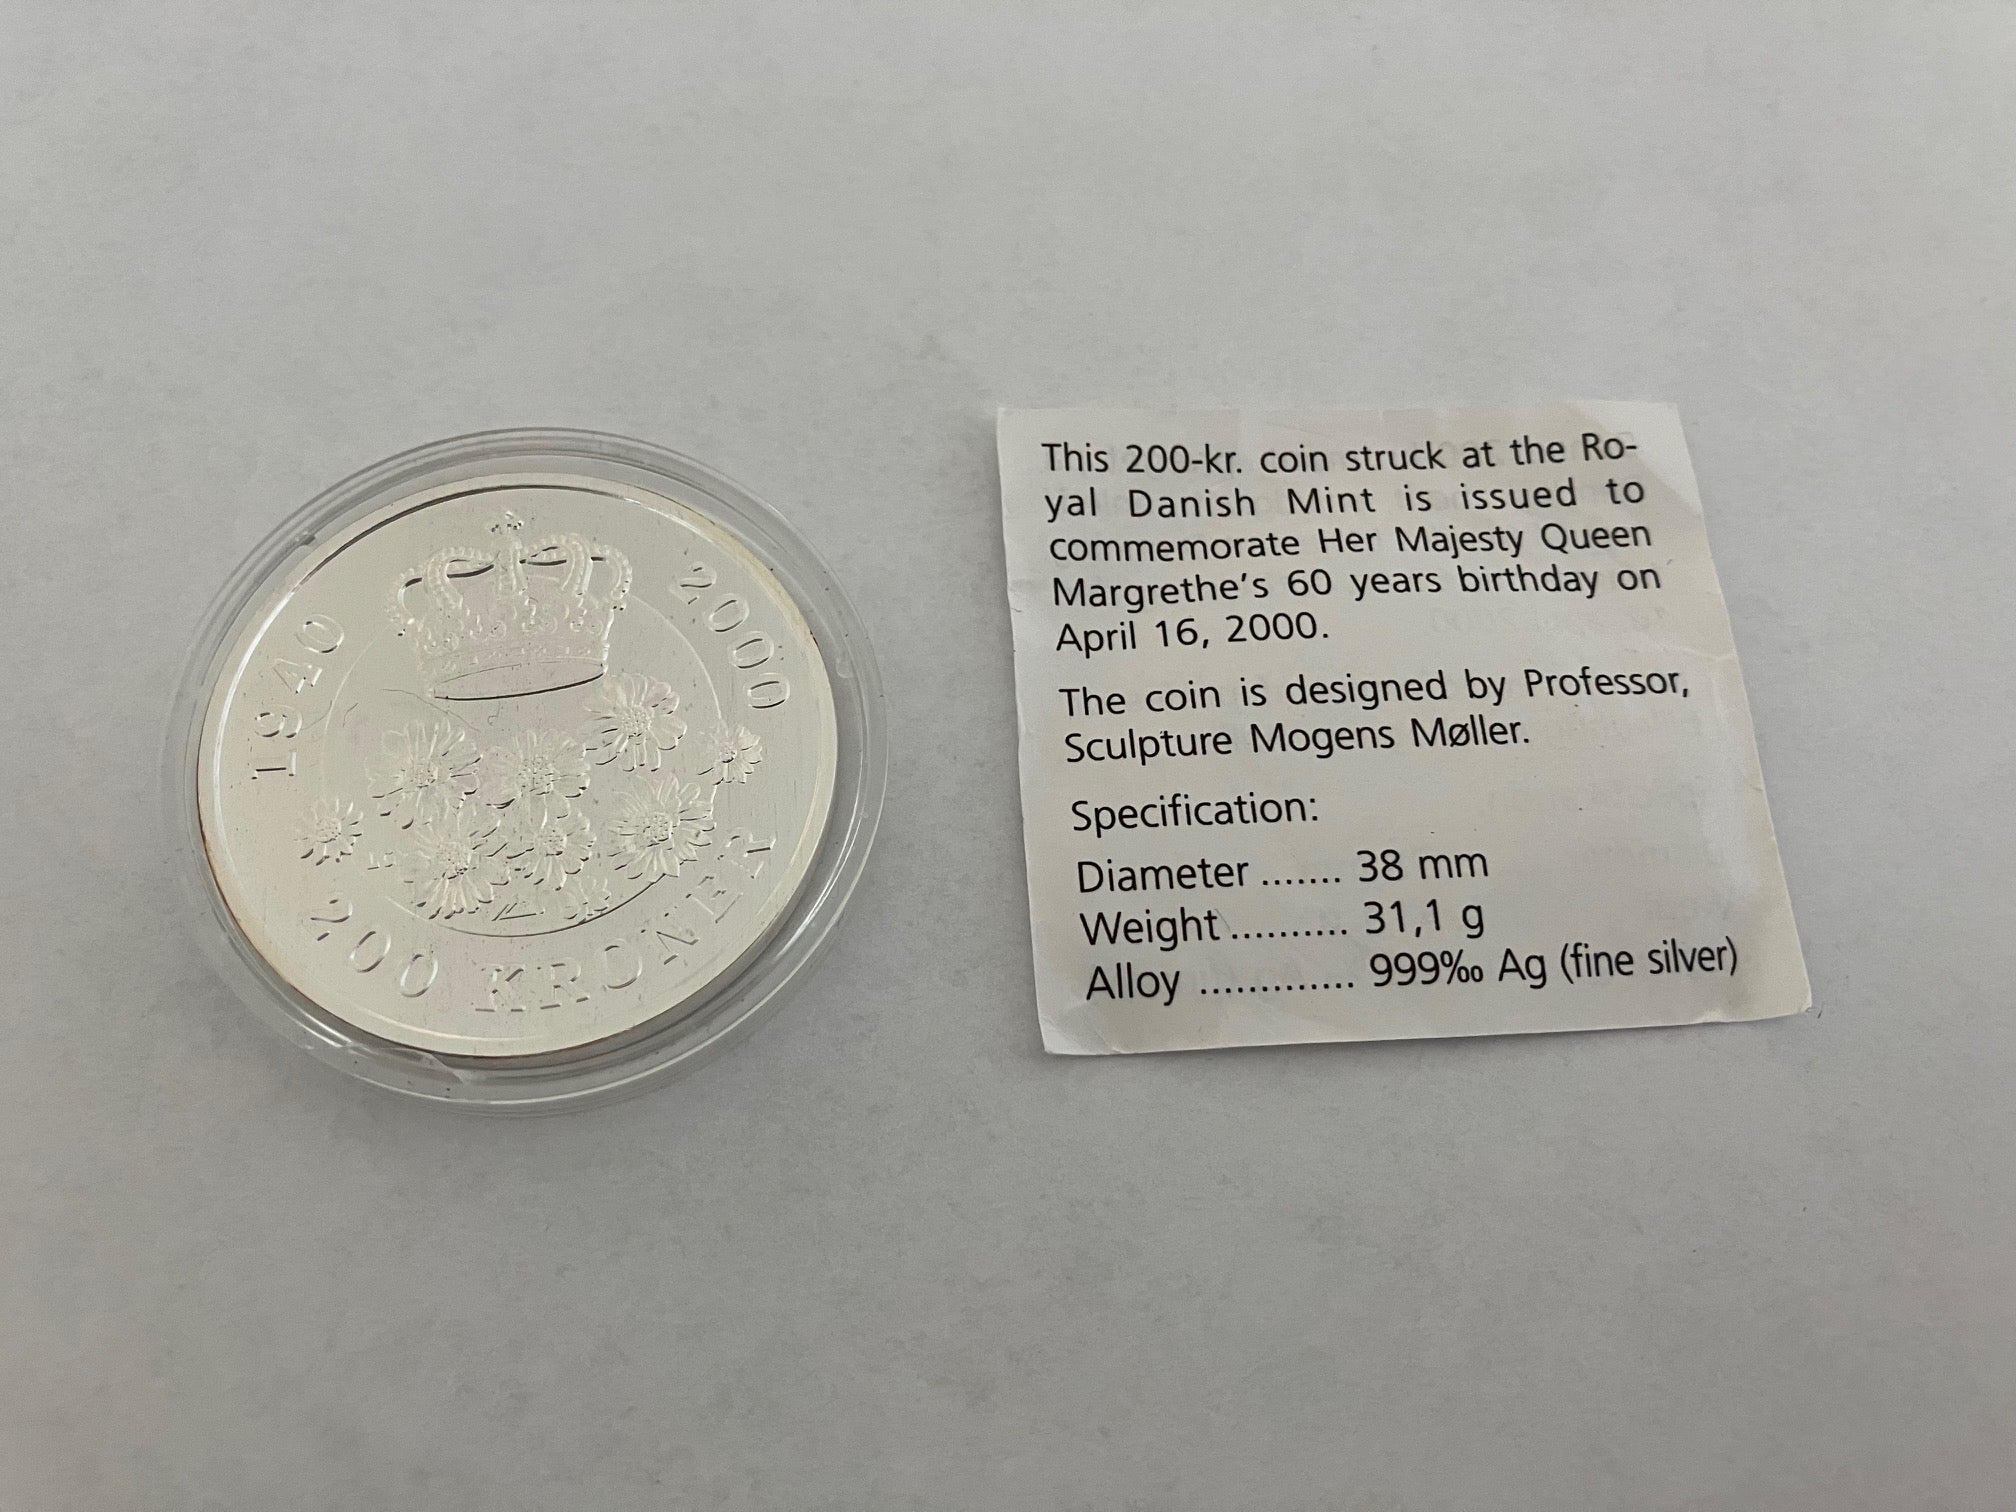 1940
2000
200 KRONER
This 200-kr. coin struck at the Ro-
yal Danish Mint is issued to
commemorate Her Majesty Queen
Margrethe's 60 years birthday on
April 16, 2000.
The coin is designed by Professor,
Sculpture Mogens Møller.
Specification:
Diameter ....... 38 mm
Weight .......... 31,1 g
Alloy ............. 999‰ Ag (fine silver)